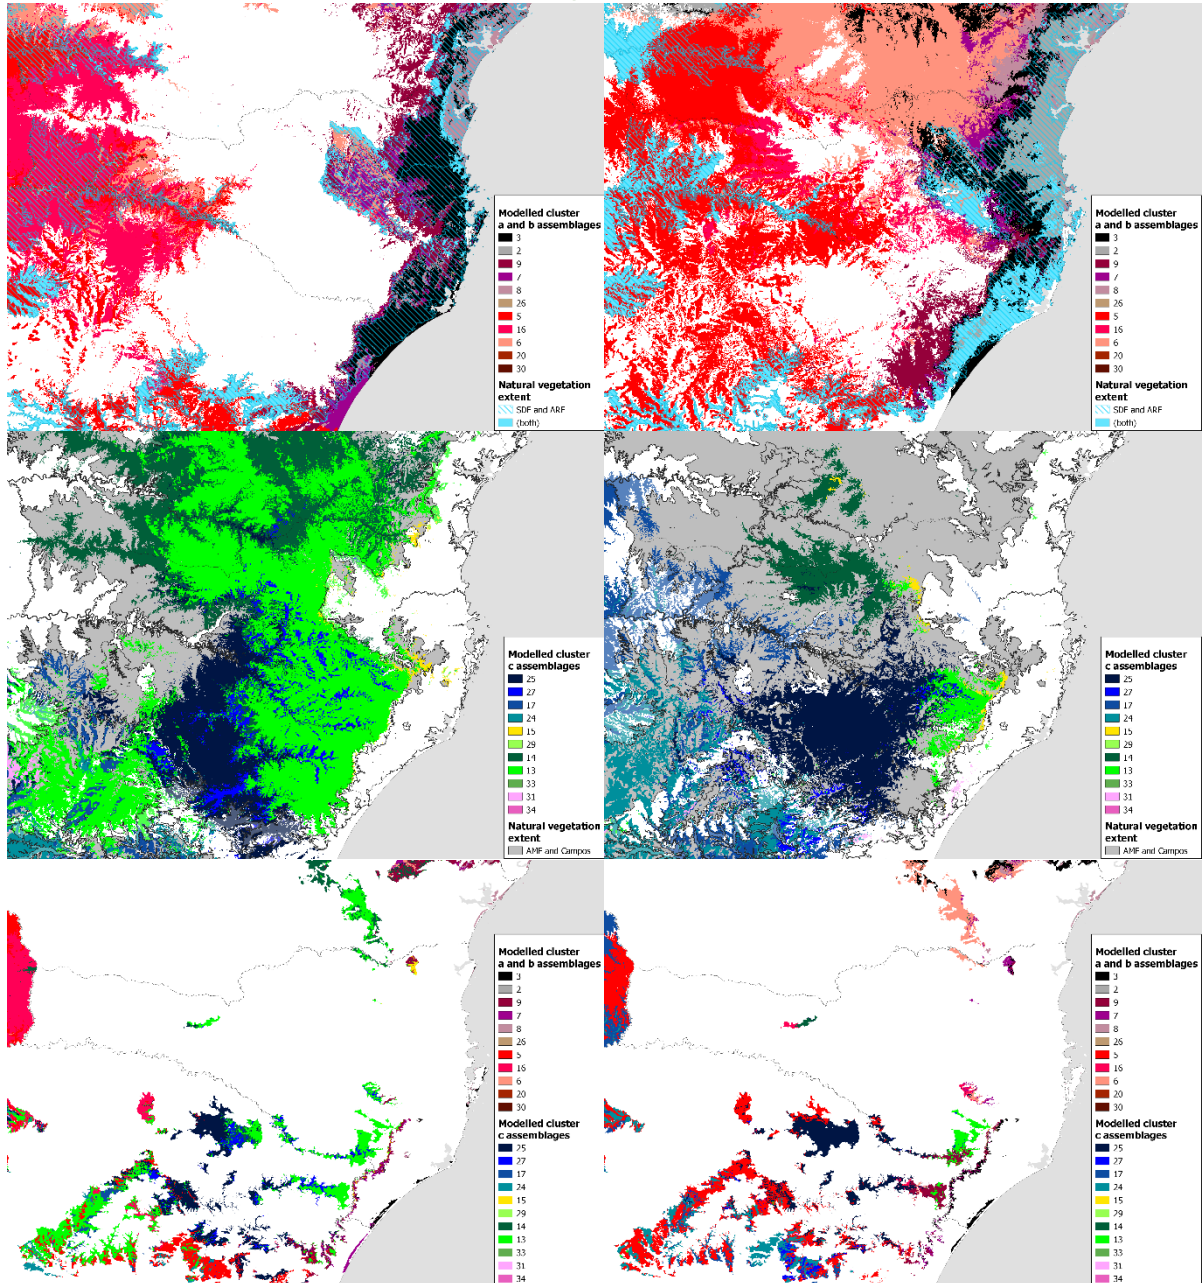 Modelled cluster
a and b assemblages
3
2
9
7
8
26
5
16
6
20
30
Natural vegetation
extent
SDF and ARF
(both)
Modelled cluster
a and b assemblages
3
2
9
7
8
26
5
16
6
20
30
Natural vegetation
extent
SDF and ARF
(both)
Modelled cluster
c assemblages
25
27
17
24
15
29
14
13
33
31
34
Natural vegetation
extent
AMF and Campos
Modelled cluster
c assemblages
25
27
17
24
15
29
14
13
33
31
34
Natural vegetation
extent
AMF and Campos
Modelled cluster
a and b assemblages
3
2
9
7
8
26
5
16
6
20
30
Modelled cluster
c assemblages
25
27
17
24
15
29
14
13
33
31
34
Modelled cluster
a and b assemblages
3
2
9
7
8
26
5
16
6
20
30
Modelled cluster
c assemblages
25
27
17
24
15
29
14
13
33
31
34